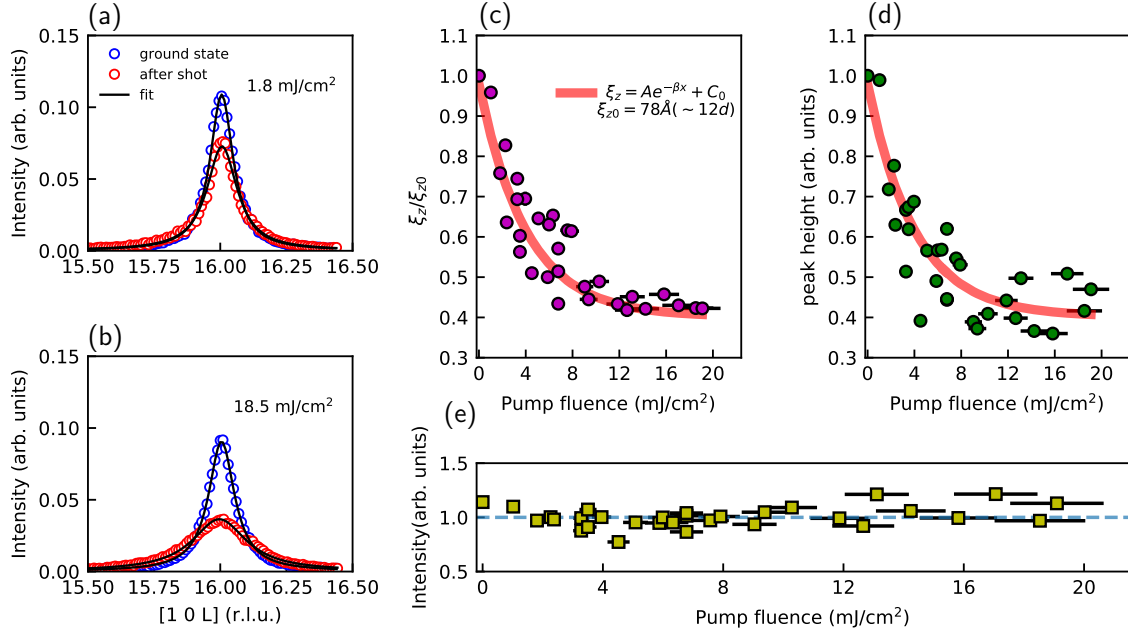 (a)
Intensity (arb. units)
0.15
0.10
0.05
0.00
ground state
after shot
fit
1.8 mJ/cm²
15.50 15.75 16.00 16.25 16.50
(b)
Intensity (arb. units)
0.15
0.10
0.05
0.00
18.5 mJ/cm²
15.50 15.75 16.00 16.25 16.50
[1 0 L] (r.l.u.)
(c)
ξz/ξz0
1.1
1.0
0.9
0.8
0.7
0.6
0.5
0.4
0.3
ξz = Ae^−βx + C0
ξz0 = 78Å(∼ 12d)
0 4 8 12 16 20
Pump fluence (mJ/cm²)
(d)
peak height (arb. units)
1.1
1.0
0.9
0.8
0.7
0.6
0.5
0.4
0.3
0 4 8 12 16 20
Pump fluence (mJ/cm²)
(e)
Intensity(arb. units)
1.5
1.0
0.5
0 4 8 12 16 20
Pump fluence (mJ/cm²)